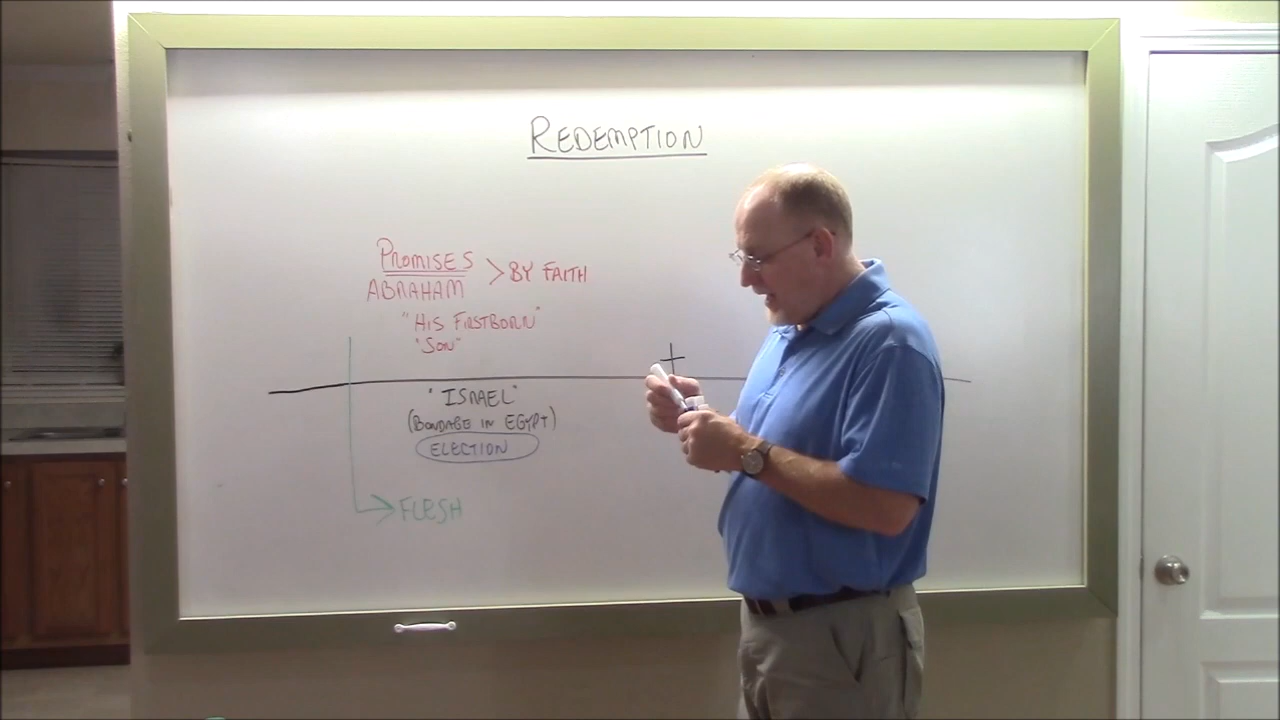 REDEMPTION
PROMISES
ABRAHAM > BY FAITH
"HIS FIRSTBORN"
"SON"
"ISRAEL"
(BONDAGE IN EGYPT)
ELECTION
FLESH